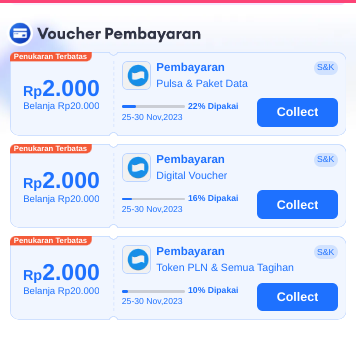 Voucher Pembayaran
Penukaran Terbatas
Rp2.000
Belanja Rp20.000
Pembayaran
S&K
Pulsa & Paket Data
22% Dipakai
25-30 Nov,2023
Collect
Penukaran Terbatas
Rp2.000
Belanja Rp20.000
Pembayaran
S&K
Digital Voucher
16% Dipakai
25-30 Nov,2023
Collect
Penukaran Terbatas
Rp2.000
Belanja Rp20.000
Pembayaran
S&K
Token PLN & Semua Tagihan
10% Dipakai
25-30 Nov,2023
Collect